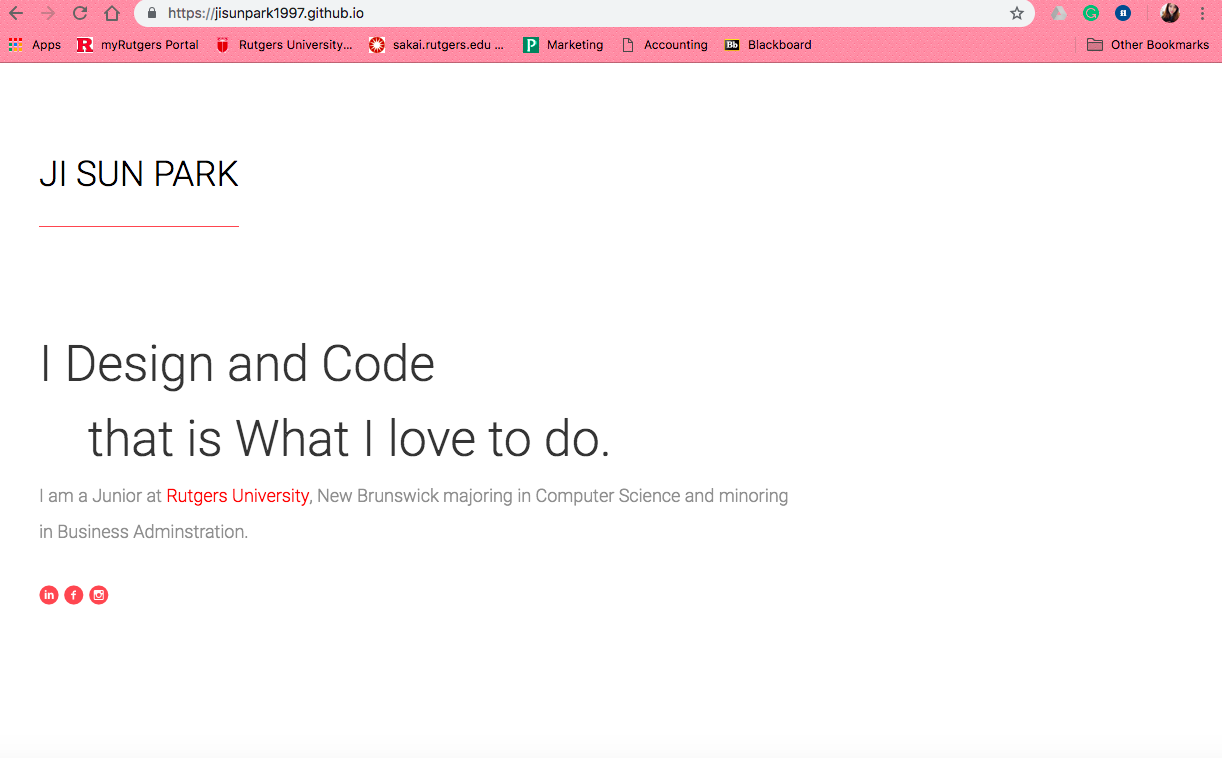 https://jisunpark1997.github.io
Apps myRutgers Portal Rutgers University... sakai.rutgers.edu ... Marketing Accounting Bb Blackboard Other Bookmarks
JI SUN PARK
I Design and Code
that is What I love to do.
I am a Junior at Rutgers University, New Brunswick majoring in Computer Science and minoring
in Business Adminstration.